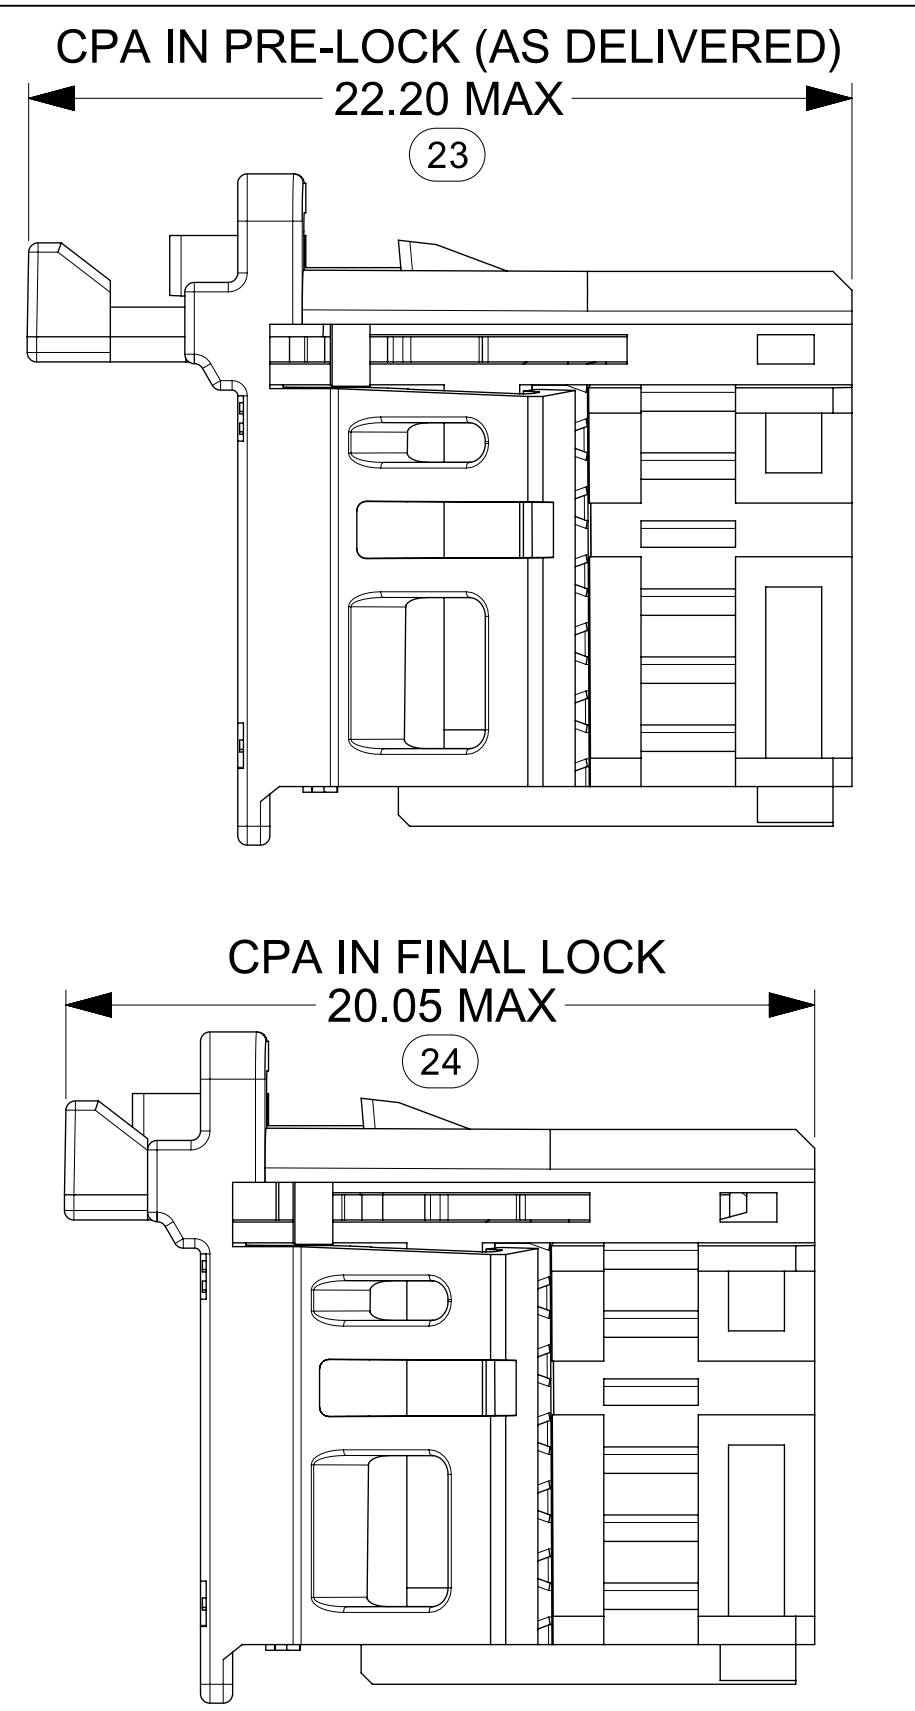 CPA IN PRE-LOCK (AS DELIVERED)
22.20 MAX
23
CPA IN FINAL LOCK
20.05 MAX
24